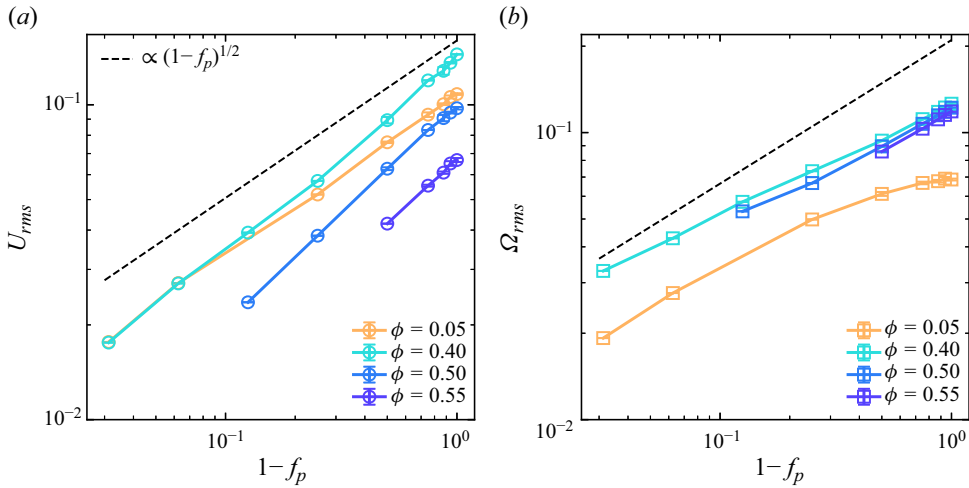 (a)
(b)
∝ (1−f_p)^{1/2}
10^{-1}
10^{-2}
U_{rms}
ϕ = 0.05
ϕ = 0.40
ϕ = 0.50
ϕ = 0.55
10^{-1}
10^0
1−f_p
10^{-1}
10^{-2}
Ω_{rms}
ϕ = 0.05
ϕ = 0.40
ϕ = 0.50
ϕ = 0.55
10^{-1}
10^0
1−f_p